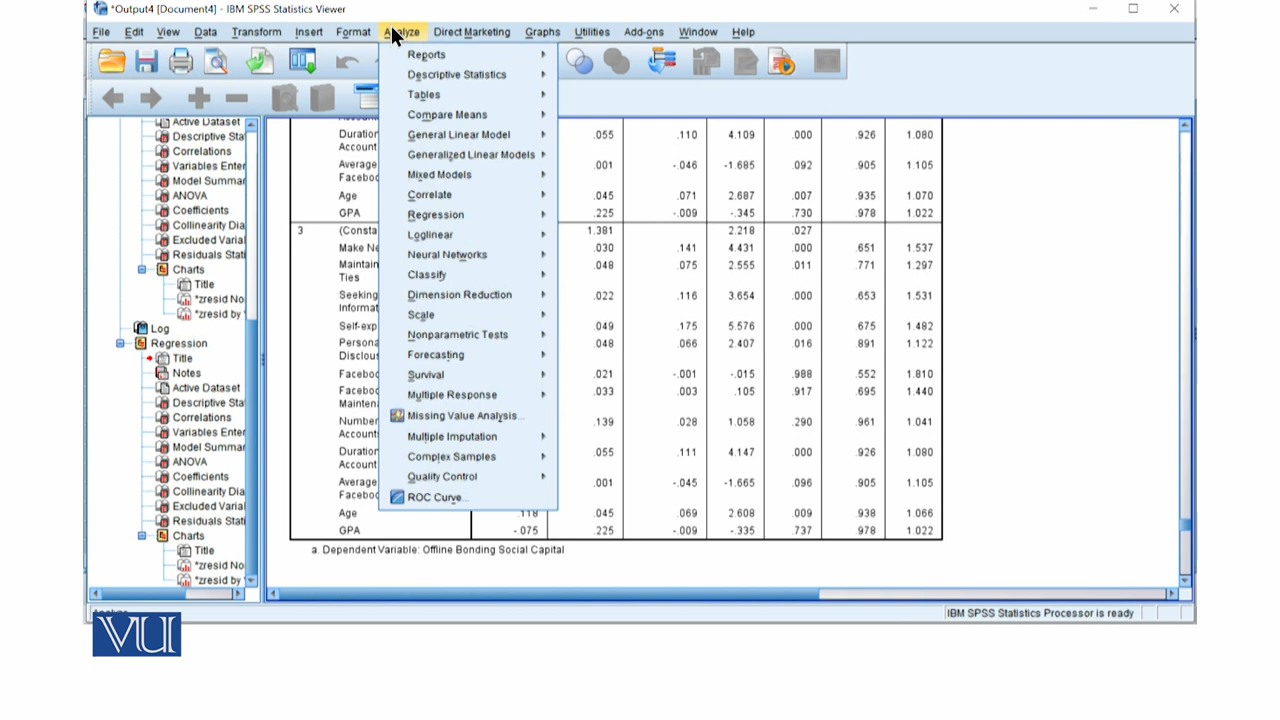 *Output4 [Document4] - IBM SPSS Statistics Viewer
File Edit View Data Transform Insert Format Analyze Direct Marketing Graphs Utilities Add-ons Window Help
Reports
Descriptive Statistics
Tables
Compare Means
General Linear Model
Generalized Linear Models
Mixed Models
Correlate
Regression
Loglinear
Neural Networks
Classify
Dimension Reduction
Scale
Nonparametric Tests
Forecasting
Survival
Multiple Response
Missing Value Analysis...
Multiple Imputation
Complex Samples
Quality Control
ROC Curve...
Active Dataset
Descriptive Sta
Correlations
Variables Enter
Model Summar
ANOVA
Coefficients
Collinearity Dia
Excluded Varial
Residuals Stati
Charts
Title
*zresid No
*zresid by
Log
Regression
Title
Notes
Active Dataset
Descriptive Sta
Correlations
Variables Enter
Model Summar
ANOVA
Coefficients
Collinearity Dia
Excluded Varial
Residuals Stati
Charts
Title
*zresid No
*zresid by
Duration .055 .110 4.109 .000 .926 1.080
Account
Average .001 -.046 -1.685 .092 .905 1.105
Facebo
Age .045 .071 2.687 .007 .935 1.070
GPA .225 -.009 -.345 .730 .978 1.022
3 (Consta 1.381 2.218 .027
Make Ne .030 .141 4.431 .000 .651 1.537
Maintain .048 .075 2.555 .011 .771 1.297
Ties
Seeking .022 .116 3.654 .000 .653 1.531
Informat
Self-exp .049 .175 5.576 .000 .675 1.482
Persona .048 .066 2.407 .016 .891 1.122
Disclosu
Faceboo .021 -.001 -.015 .988 .552 1.810
Faceboo .033 .003 .105 .917 .695 1.440
Maintena
Number .139 .028 1.058 .290 .961 1.041
Account
Duration .055 .111 4.147 .000 .926 1.080
Account
Average .001 -.045 -1.665 .096 .905 1.105
Facebo
Age .118 .045 .069 2.608 .009 .938 1.066
GPA -.075 .225 -.009 -.335 .737 .978 1.022
a. Dependent Variable: Offline Bonding Social Capital
IBM SPSS Statistics Processor is ready
VU